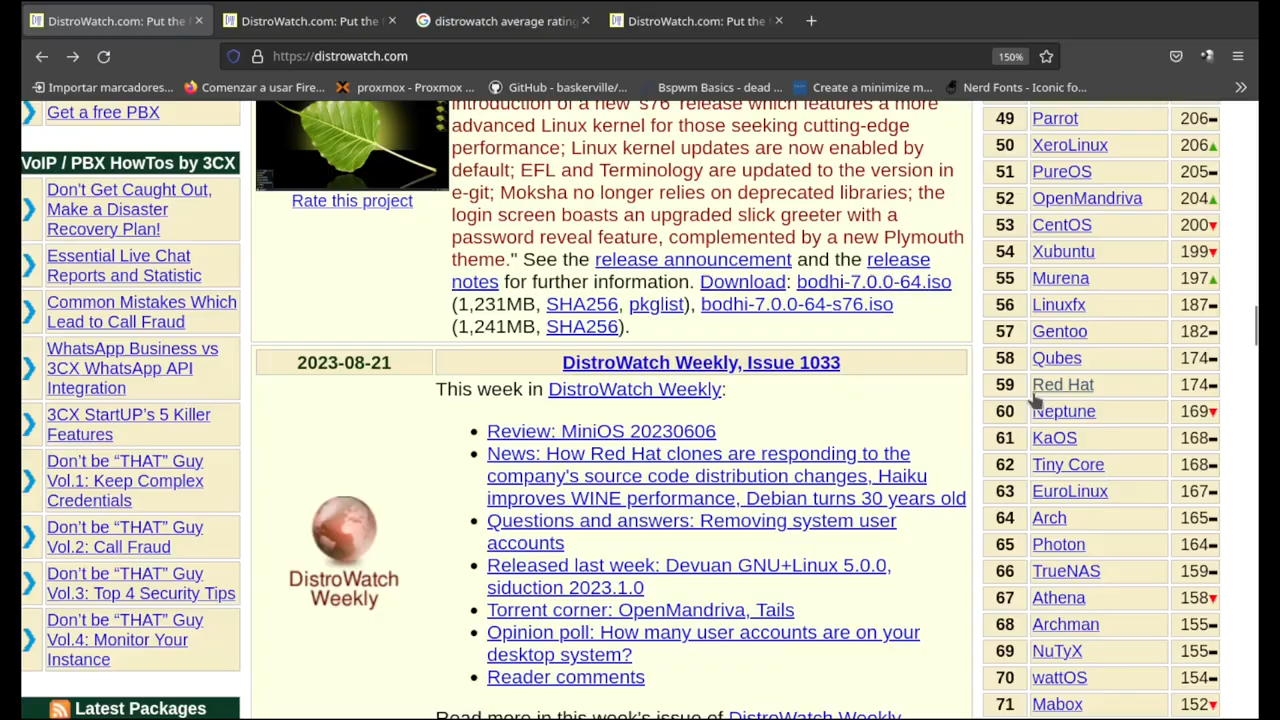 DistroWatch.com: Put the f
DistroWatch.com: Put the f
distrowatch average rating
DistroWatch.com: Put the f
https://distrowatch.com
150%
Importar marcadores...
Comenzar a usar Fire...
proxmox - Proxmox ...
GitHub - baskerville/...
Bspwm Basics - dead ...
Create a minimize m...
Nerd Fonts - Iconic fo...
Get a free PBX
VoIP / PBX HowTos by 3CX
Don't Get Caught Out,
Make a Disaster
Recovery Plan!
Essential Live Chat
Reports and Statistic
Common Mistakes Which
Lead to Call Fraud
WhatsApp Business vs
3CX WhatsApp API
Integration
3CX StartUP's 5 Killer
Features
Don't be “THAT” Guy
Vol.1: Keep Complex
Credentials
Don't be “THAT” Guy
Vol.2: Call Fraud
Don't be “THAT” Guy
Vol.3: Top 4 Security Tips
Don't be “THAT” Guy
Vol.4: Monitor Your
Instance
Latest Packages
Rate this project
introduction of a new 's76' release which features a more
advanced Linux kernel for those seeking cutting-edge
performance; Linux kernel updates are now enabled by
default; EFL and Terminology are updated to the version in
e-git; Moksha no longer relies on deprecated libraries; the
login screen boasts an upgraded slick greeter with a
password reveal feature, complemented by a new Plymouth
theme." See the release announcement and the release
notes for further information. Download: bodhi-7.0.0-64.iso
(1,231MB, SHA256, pkglist), bodhi-7.0.0-64-s76.iso
(1,241MB, SHA256).
2023-08-21
DistroWatch Weekly, Issue 1033
This week in DistroWatch Weekly:
• Review: MiniOS 20230606
• News: How Red Hat clones are responding to the
company's source code distribution changes, Haiku
improves WINE performance, Debian turns 30 years old
• Questions and answers: Removing system user
accounts
• Released last week: Devuan GNU+Linux 5.0.0,
siduction 2023.1.0
• Torrent corner: OpenMandriva, Tails
• Opinion poll: How many user accounts are on your
desktop system?
• Reader comments
DistroWatch
Weekly
Read more in this week's issue of DistroWatch Weekly
49 Parrot 206
50 XeroLinux 206
51 PureOS 205
52 OpenMandriva 204
53 CentOS 200
54 Xubuntu 199
55 Murena 197
56 Linuxfx 187
57 Gentoo 182
58 Qubes 174
59 Red Hat 174
60 Neptune 169
61 KaOS 168
62 Tiny Core 168
63 EuroLinux 167
64 Arch 165
65 Photon 164
66 TrueNAS 159
67 Athena 158
68 Archman 155
69 NuTyX 155
70 wattOS 154
71 Mabox 152